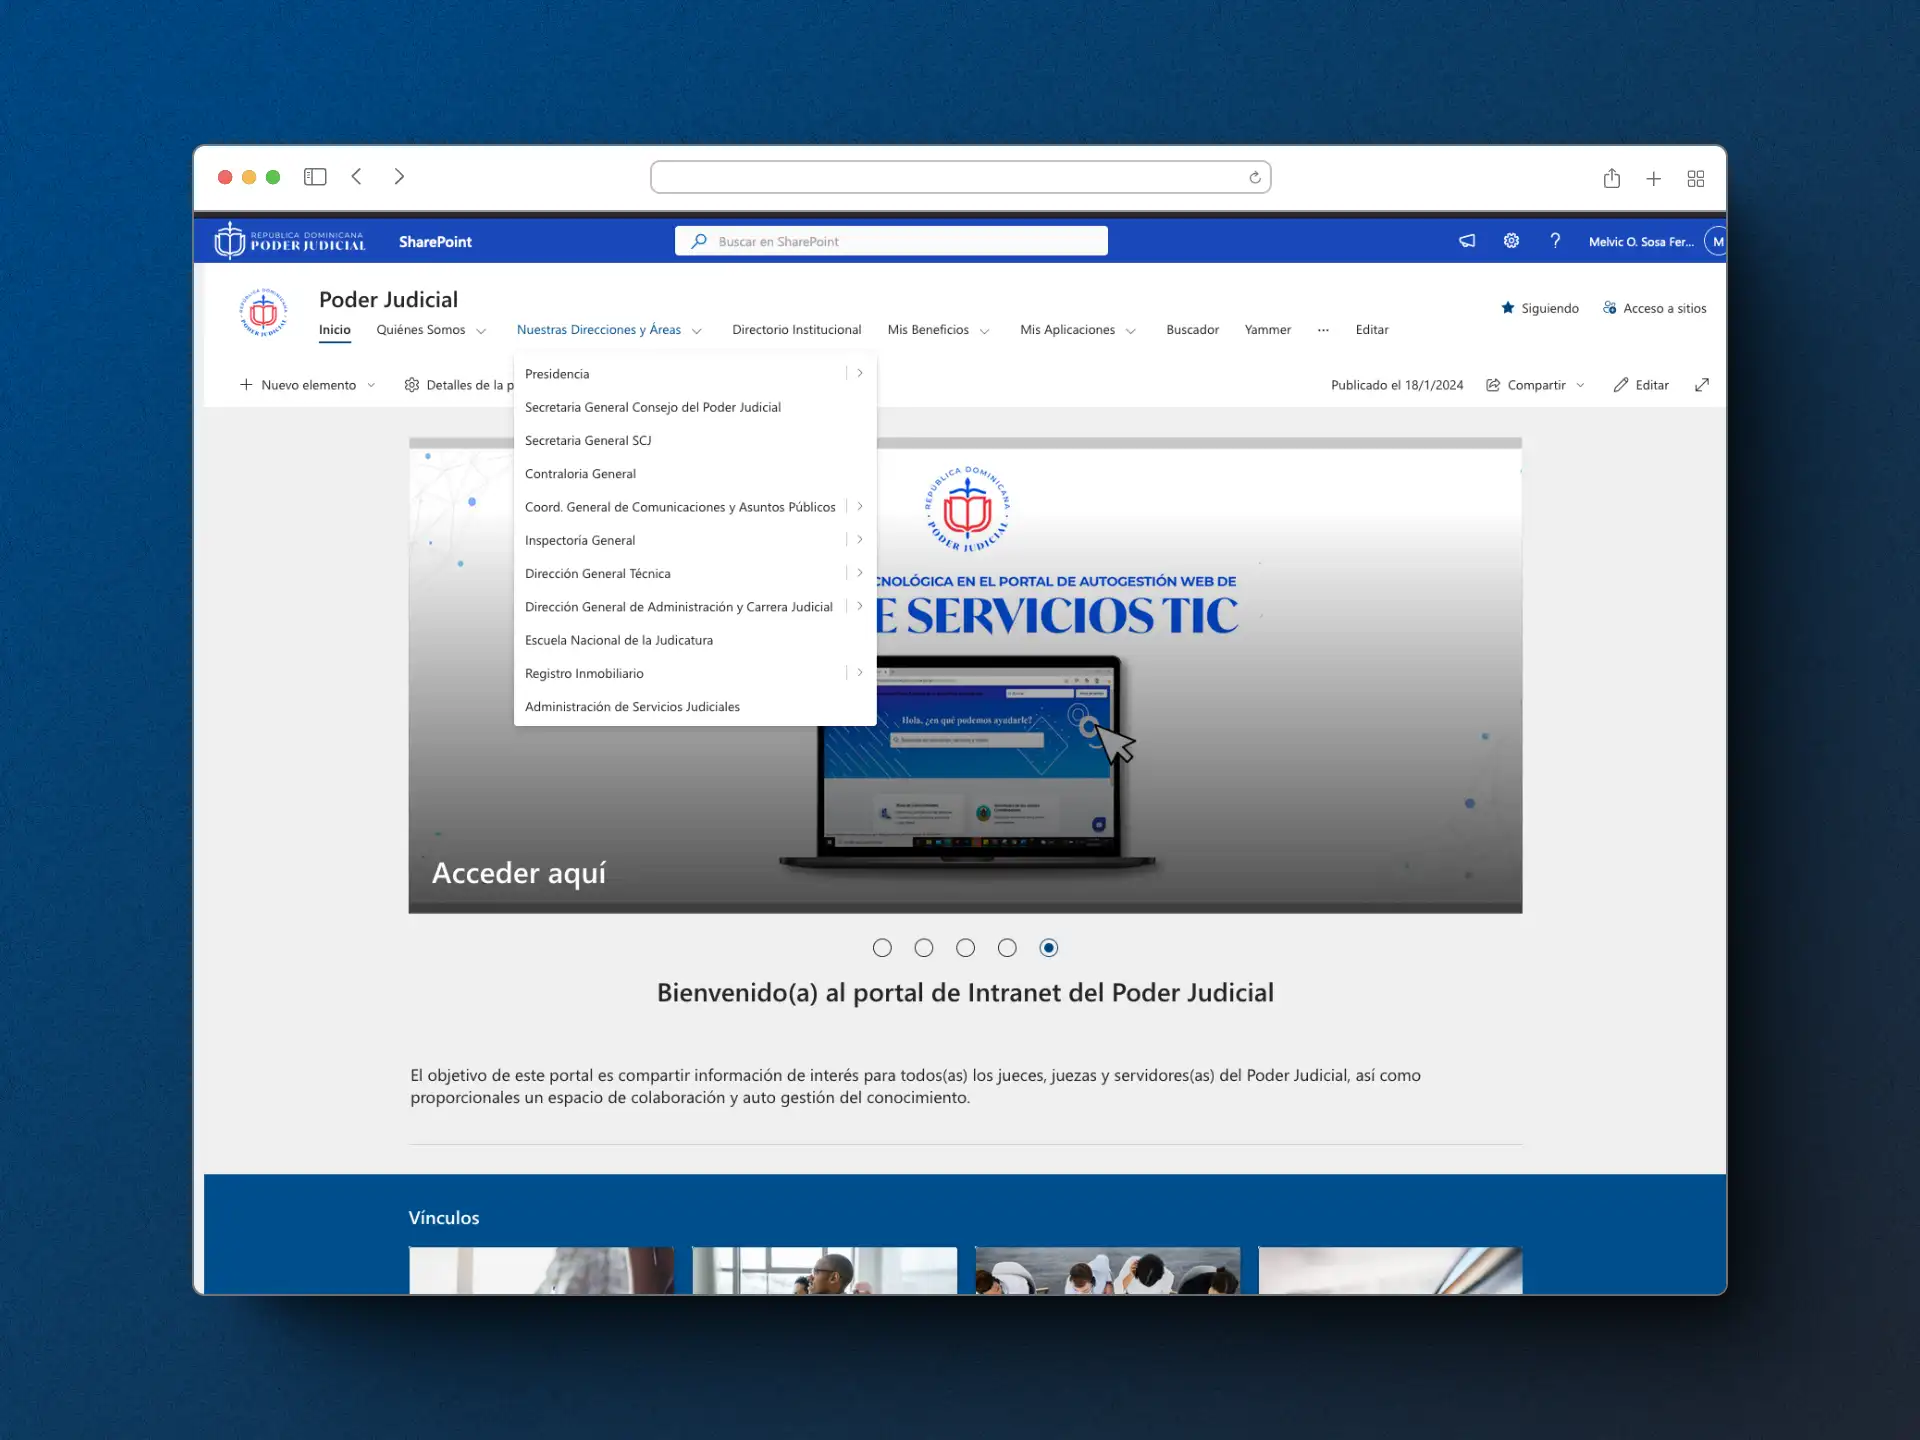 REPÚBLICA DOMINICANA
PODER JUDICIAL
SharePoint
Buscar en SharePoint
?
Melvic O. Sosa Fer...
M
REPÚBLICA DOMINICANA
PODER JUDICIAL
Poder Judicial
Siguiendo
Acceso a sitios
Inicio
Quiénes Somos
Nuestras Direcciones y Áreas
Directorio Institucional
Mis Beneficios
Mis Aplicaciones
Buscador
Yammer
...
Editar
Nuevo elemento
Detalles de la p
Publicado el 18/1/2024
Compartir
Editar
Presidencia
Secretaria General Consejo del Poder Judicial
Secretaria General SCJ
Contraloria General
Coord. General de Comunicaciones y Asuntos Públicos
Inspectoría General
Dirección General Técnica
Dirección General de Administración y Carrera Judicial
Escuela Nacional de la Judicatura
Registro Inmobiliario
Administración de Servicios Judiciales
REPÚBLICA DOMINICANA
PODER JUDICIAL
CNOLÓGICA EN EL PORTAL DE AUTOGESTIÓN WEB DE
E SERVICIOS TIC
Hola, ¿en qué podemos ayudarle?
Acceder aquí
Bienvenido(a) al portal de Intranet del Poder Judicial
El objetivo de este portal es compartir información de interés para todos(as) los jueces, juezas y servidores(as) del Poder Judicial, así como
proporcionales un espacio de colaboración y auto gestión del conocimiento.
Vínculos